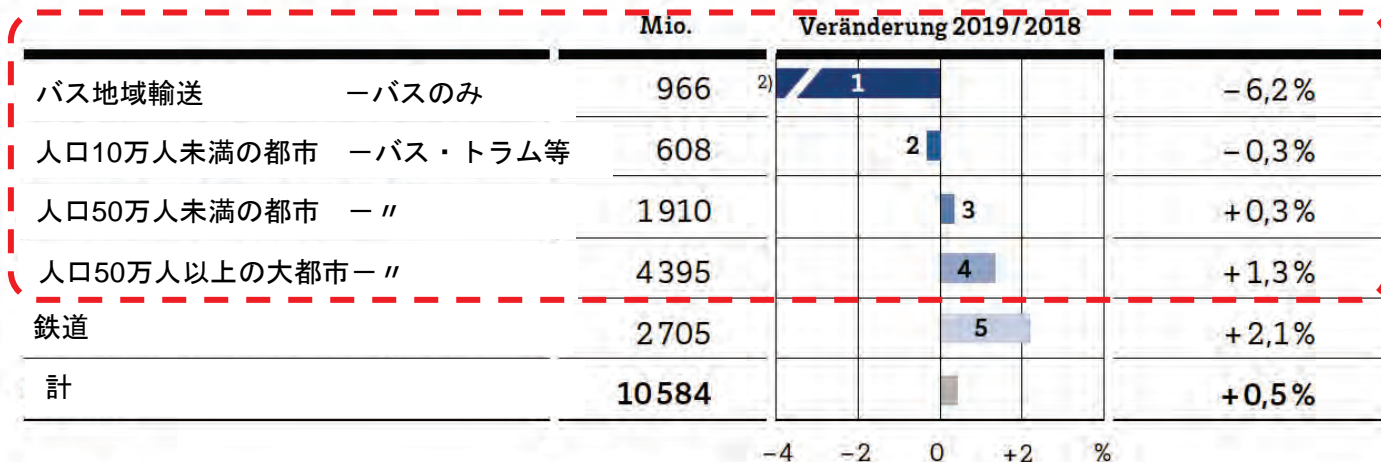 Mio. Veränderung 2019/2018
バス地域輸送 －バスのみ 966 2) 1 −6,2%
人口10万人未満の都市 －バス・トラム等 608 2 −0,3%
人口50万人未満の都市 －〃 1910 3 +0,3%
人口50万人以上の大都市－〃 4395 4 +1,3%
鉄道 2705 5 +2,1%
計 10584 +0,5%
−4 −2 0 +2 %